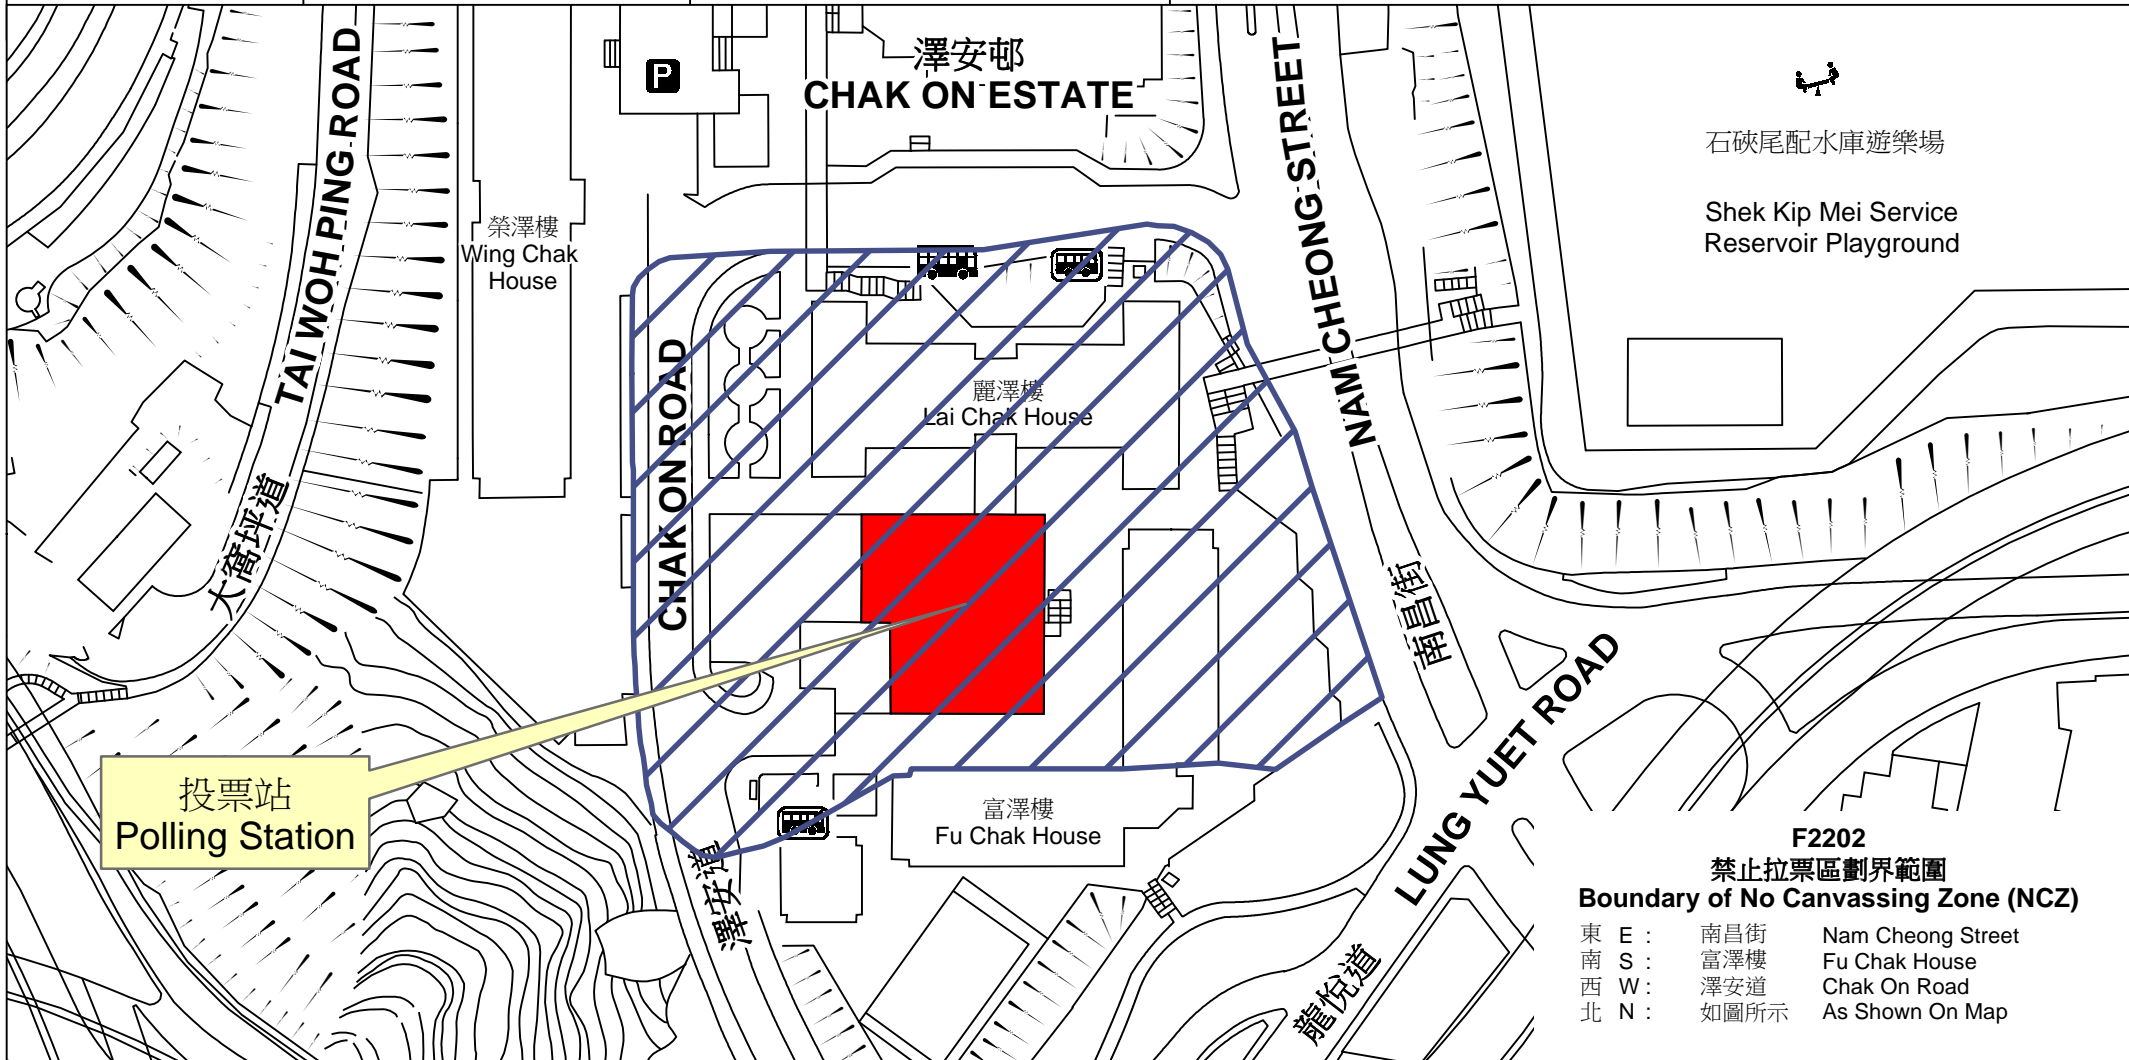 澤安邨
CHAK ON ESTATE
P
TAI WOH PING ROAD
大窩坪道
榮澤樓
Wing Chak
House
NAM CHEONG STREET
南昌街
石硤尾配水庫遊樂場
Shek Kip Mei Service
Reservoir Playground
CHAK ON ROAD
澤安道
麗澤樓
Lai Chak House
投票站
Polling Station
富澤樓
Fu Chak House
LUNG YUET ROAD
龍悅道
F2202
禁止拉票區劃界範圍
Boundary of No Canvassing Zone (NCZ)
東 E : 南昌街 Nam Cheong Street
南 S : 富澤樓 Fu Chak House
西 W : 澤安道 Chak On Road
北 N : 如圖所示 As Shown On Map